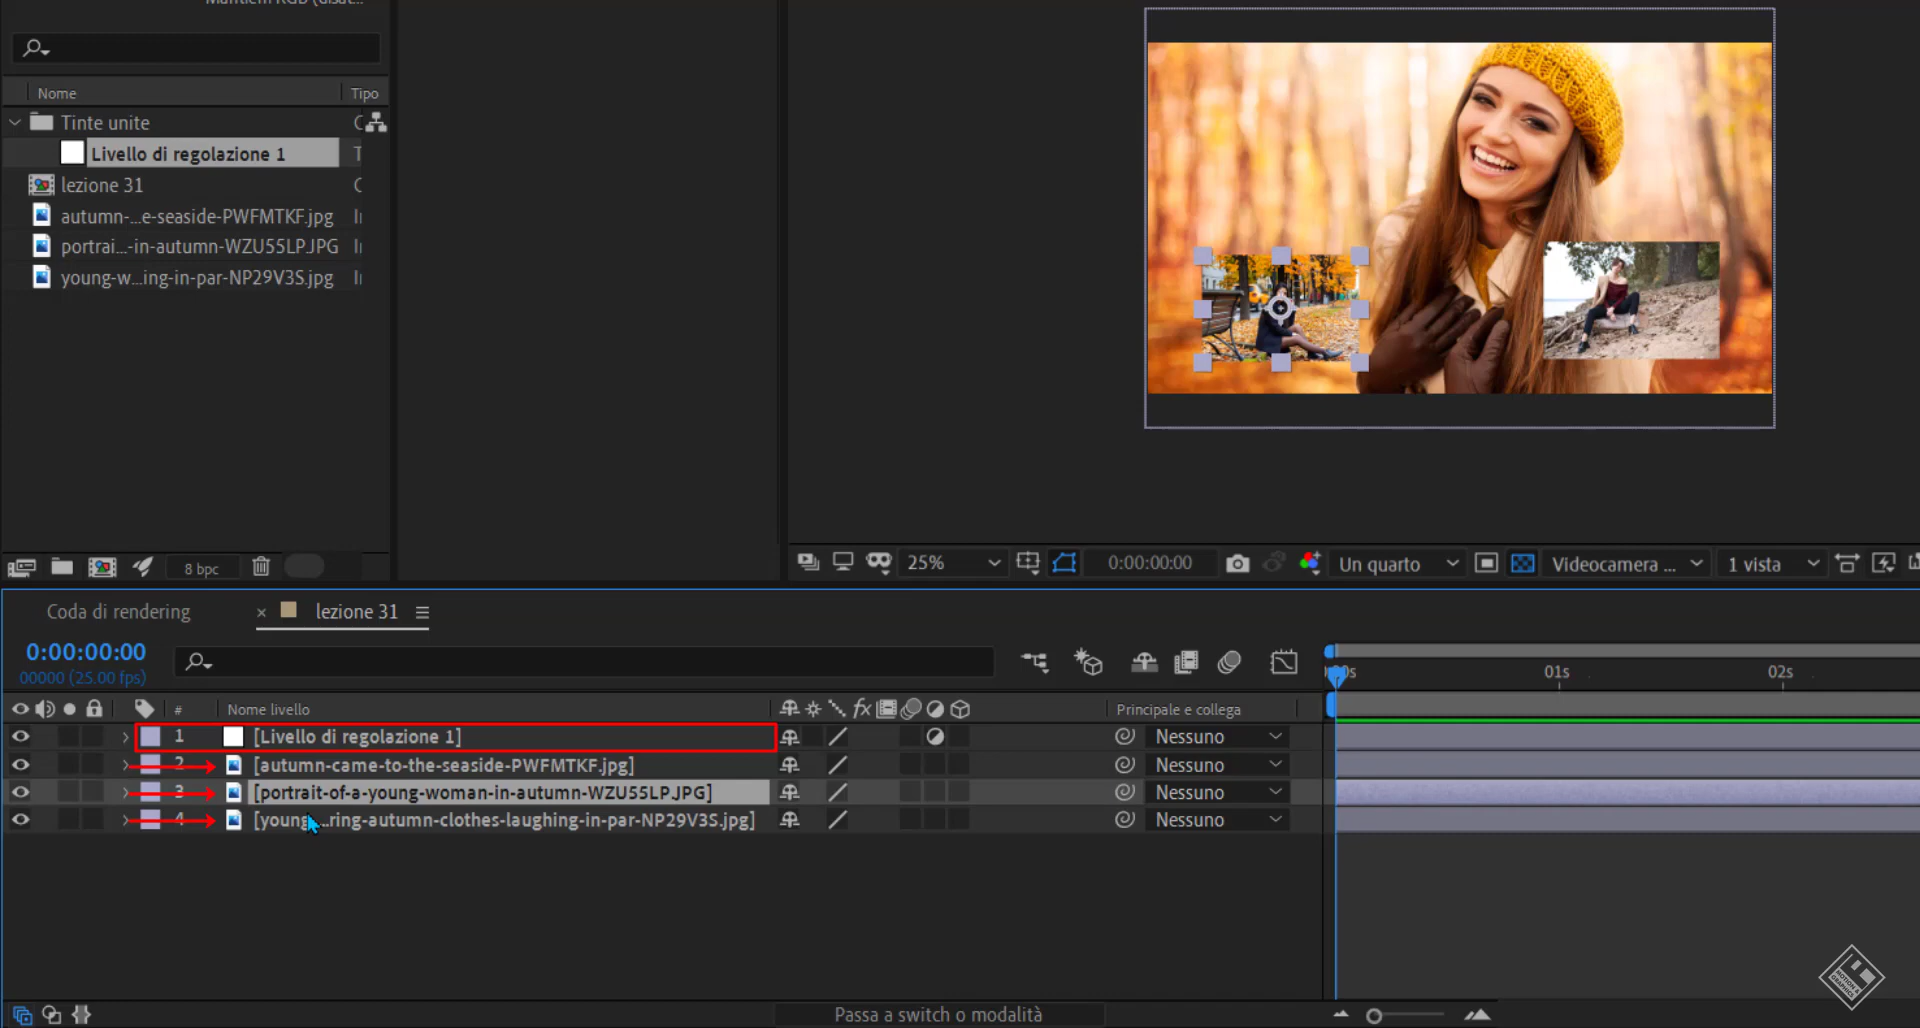 Mantieni RGB (disat...
Nome
Tipo
Tinte unite
C
Livello di regolazione 1
T
lezione 31
C
autumn-...e-seaside-PWFMTKF.jpg
portrai...-in-autumn-WZU55LP.JPG
young-w...ing-in-par-NP29V3S.jpg
8 bpc
25%
0:00:00:00
Un quarto
Videocamera ...
1 vista
Coda di rendering
× lezione 31
0:00:00:00
00000 (25.00 fps)
01s
02s
#
Nome livello
fx
Principale e collega
1 [Livello di regolazione 1] Nessuno
2 [autumn-came-to-the-seaside-PWFMTKF.jpg] Nessuno
3 [portrait-of-a-young-woman-in-autumn-WZU55LP.JPG] Nessuno
4 [young-...ring-autumn-clothes-laughing-in-par-NP29V3S.jpg] Nessuno
Passa a switch o modalità